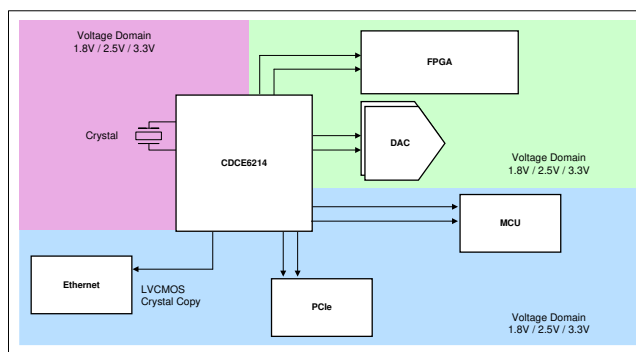 Voltage Domain
1.8V / 2.5V / 3.3V
FPGA
Crystal
CDCE6214
DAC
Voltage Domain
1.8V / 2.5V / 3.3V
MCU
Ethernet
LVCMOS
Crystal Copy
PCIe
Voltage Domain
1.8V / 2.5V / 3.3V